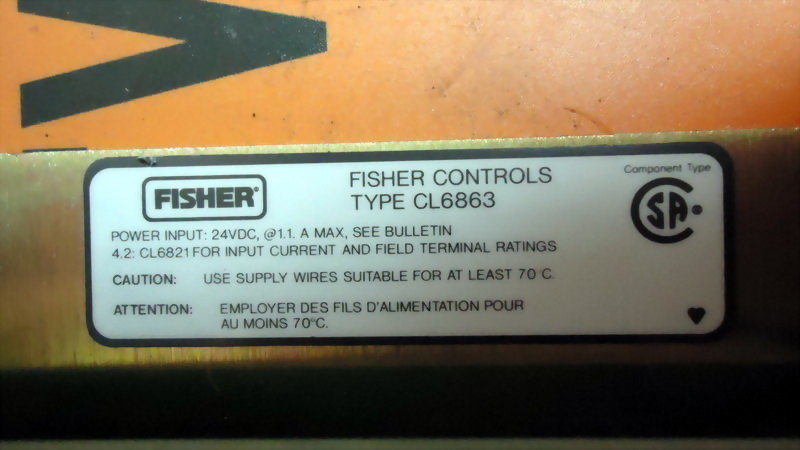 FISHER®
FISHER CONTROLS
TYPE CL6863
Component Type
SA
POWER INPUT: 24VDC, @1.1. A MAX, SEE BULLETIN
4.2: CL6821 FOR INPUT CURRENT AND FIELD TERMINAL RATINGS
CAUTION: USE SUPPLY WIRES SUITABLE FOR AT LEAST 70 C.
ATTENTION: EMPLOYER DES FILS D'ALIMENTATION POUR
AU MOINS 70°C.